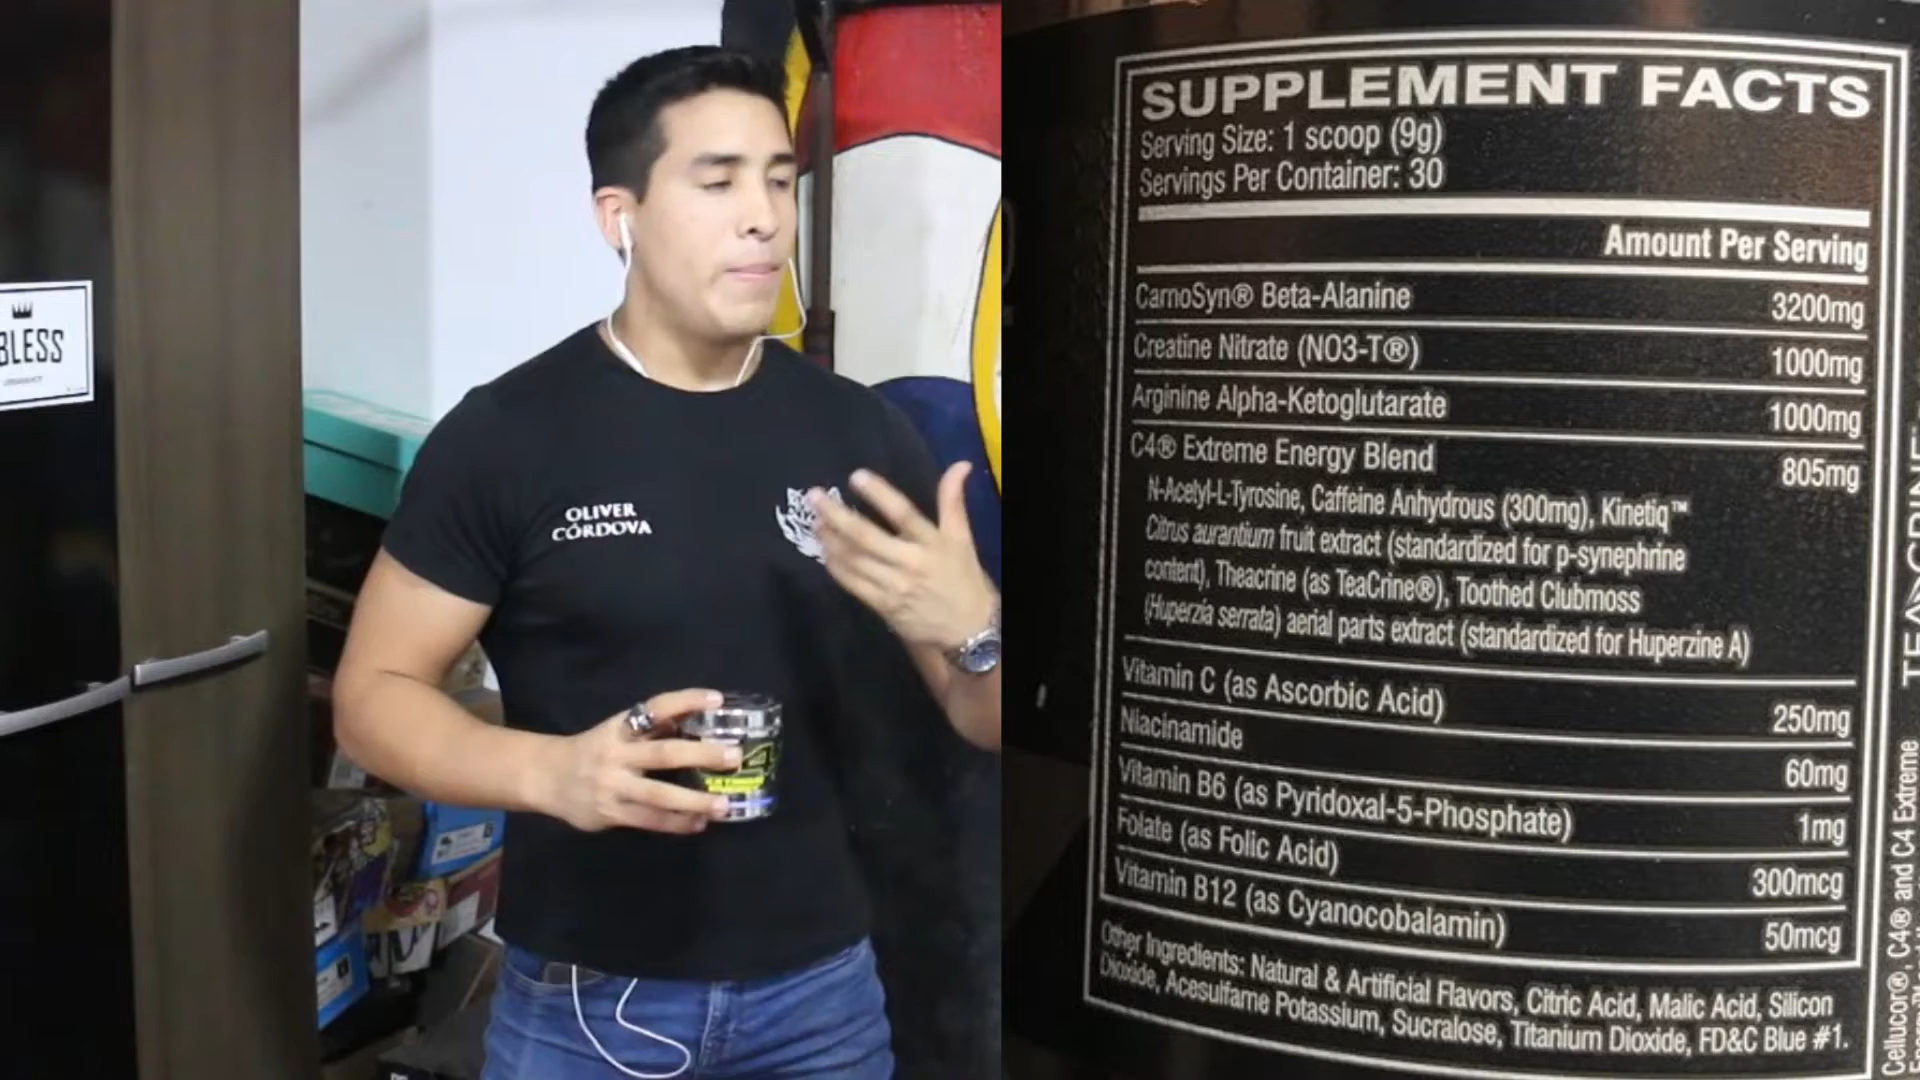 BLESS
OLIVER
CÓRDOVA
SUPPLEMENT FACTS
Serving Size: 1 scoop (9g)
Servings Per Container: 30
Amount Per Serving
CarnoSyn® Beta-Alanine 3200mg
Creatine Nitrate (NO3-T®) 1000mg
Arginine Alpha-Ketoglutarate 1000mg
C4® Extreme Energy Blend 805mg
N-Acetyl-L-Tyrosine, Caffeine Anhydrous (300mg), Kinetiq™
Citrus aurantium fruit extract (standardized for p-synephrine
content), Theacrine (as TeaCrine®), Toothed Clubmoss
(Huperzia serrata) aerial parts extract (standardized for Huperzine A)
Vitamin C (as Ascorbic Acid) 250mg
Niacinamide 60mg
Vitamin B6 (as Pyridoxal-5-Phosphate) 1mg
Folate (as Folic Acid) 300mcg
Vitamin B12 (as Cyanocobalamin) 50mcg
Other Ingredients: Natural & Artificial Flavors, Citric Acid, Malic Acid, Silicon
Dioxide, Acesulfame Potassium, Sucralose, Titanium Dioxide, FD&C Blue #1.
Cellucor®, C4® and C4 Extreme